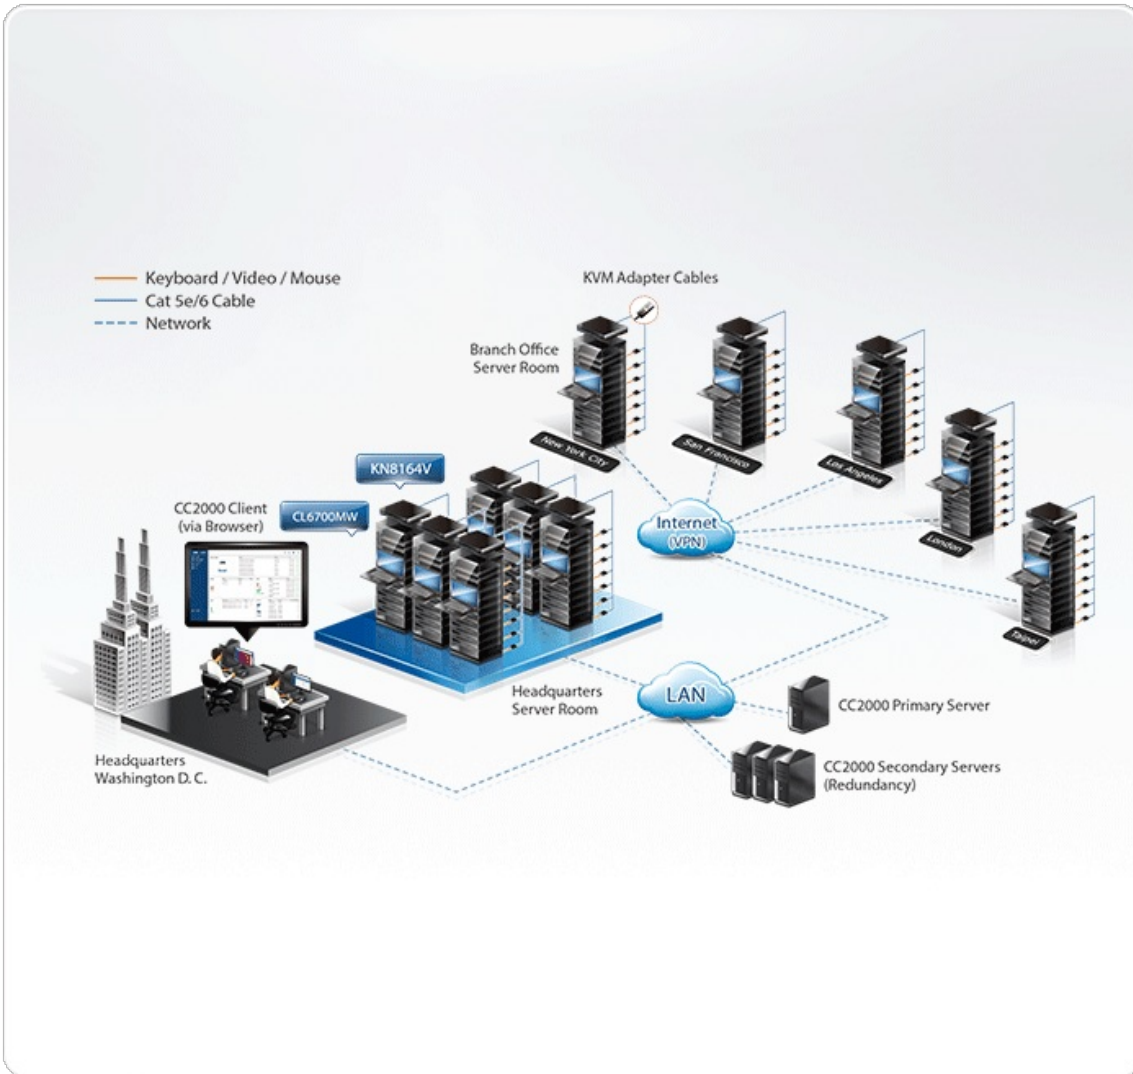 Keyboard / Video / Mouse
Cat 5e/6 Cable
Network
KVM Adapter Cables
Branch Office
Server Room
New York City
San Francisco
Los Angeles
London
Taipei
KN8164V
CL6700MW
CC2000 Client
(via Browser)
Internet
(VPN)
Headquarters
Server Room
LAN
CC2000 Primary Server
CC2000 Secondary Servers
(Redundancy)
Headquarters
Washington D. C.